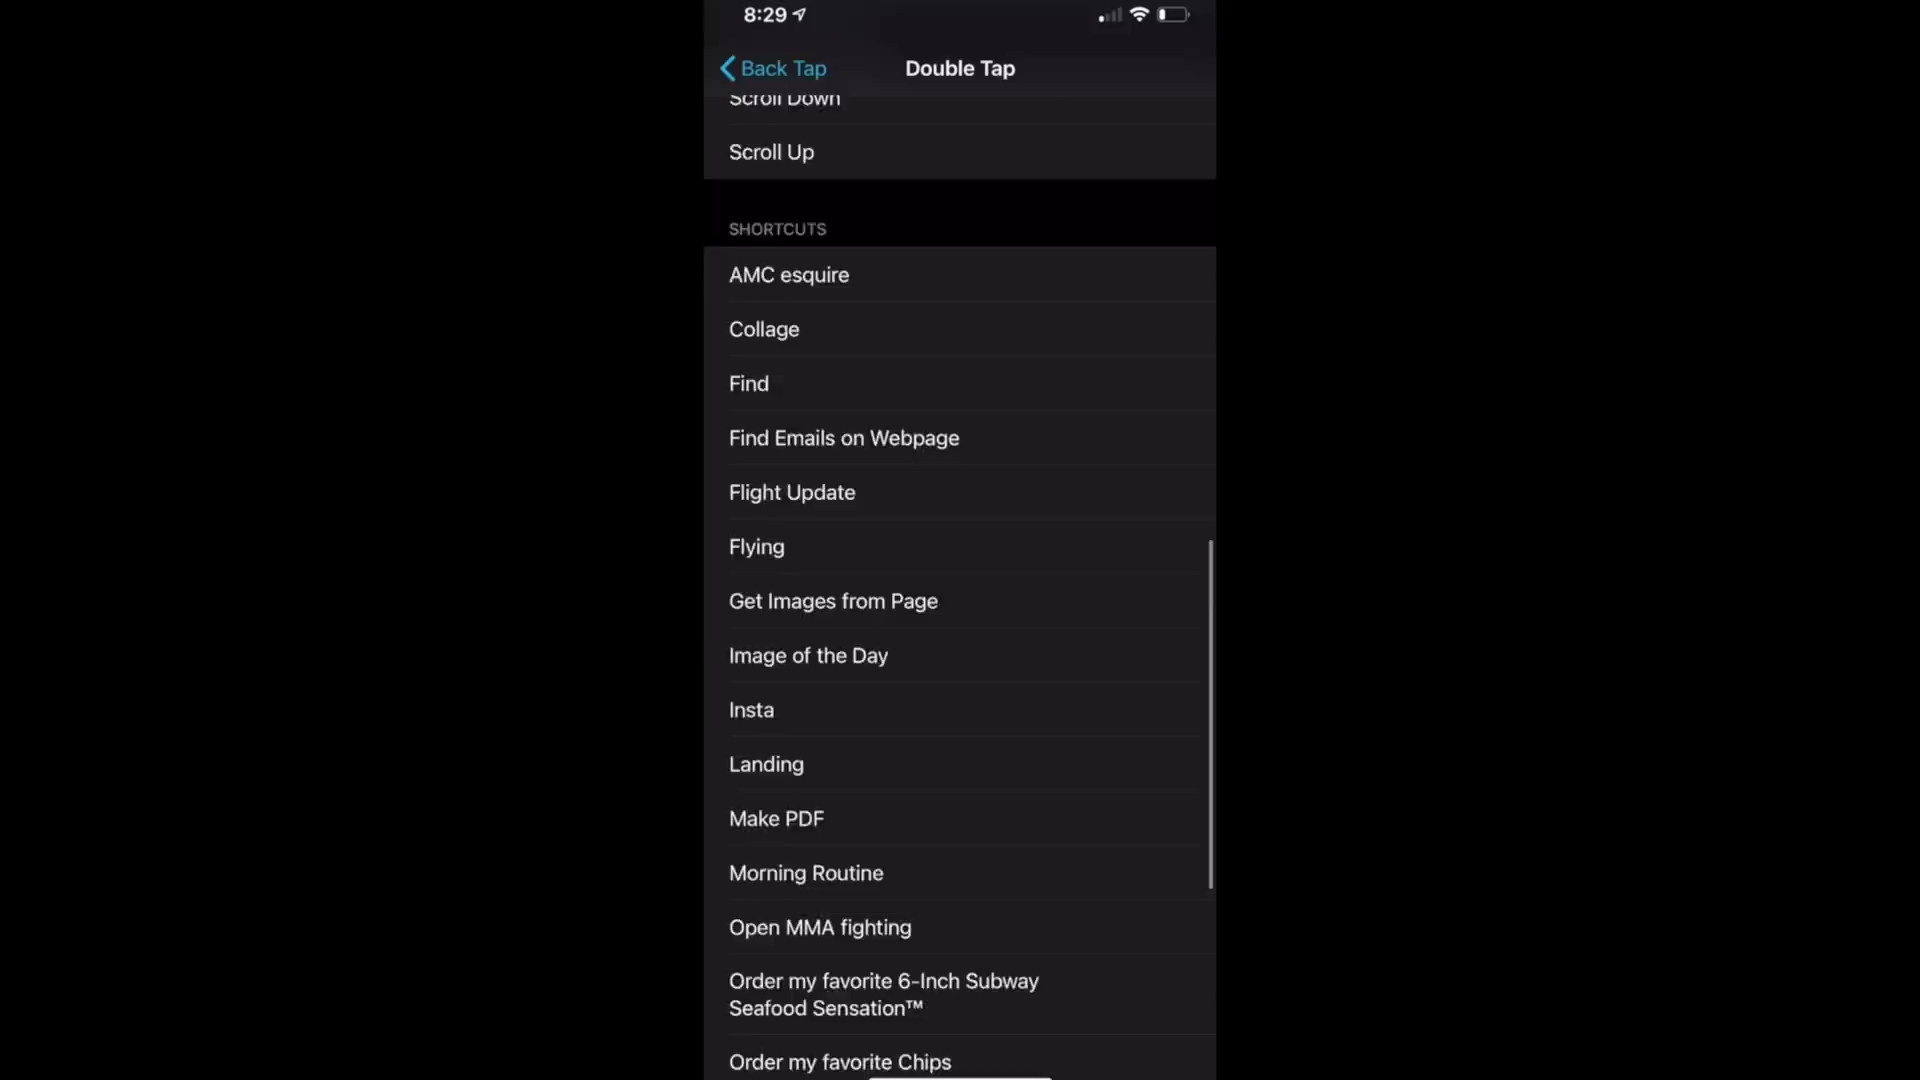 8:29
Back Tap
Double Tap
Scroll Down
Scroll Up
SHORTCUTS
AMC esquire
Collage
Find
Find Emails on Webpage
Flight Update
Flying
Get Images from Page
Image of the Day
Insta
Landing
Make PDF
Morning Routine
Open MMA fighting
Order my favorite 6-Inch Subway
Seafood Sensation™
Order my favorite Chips